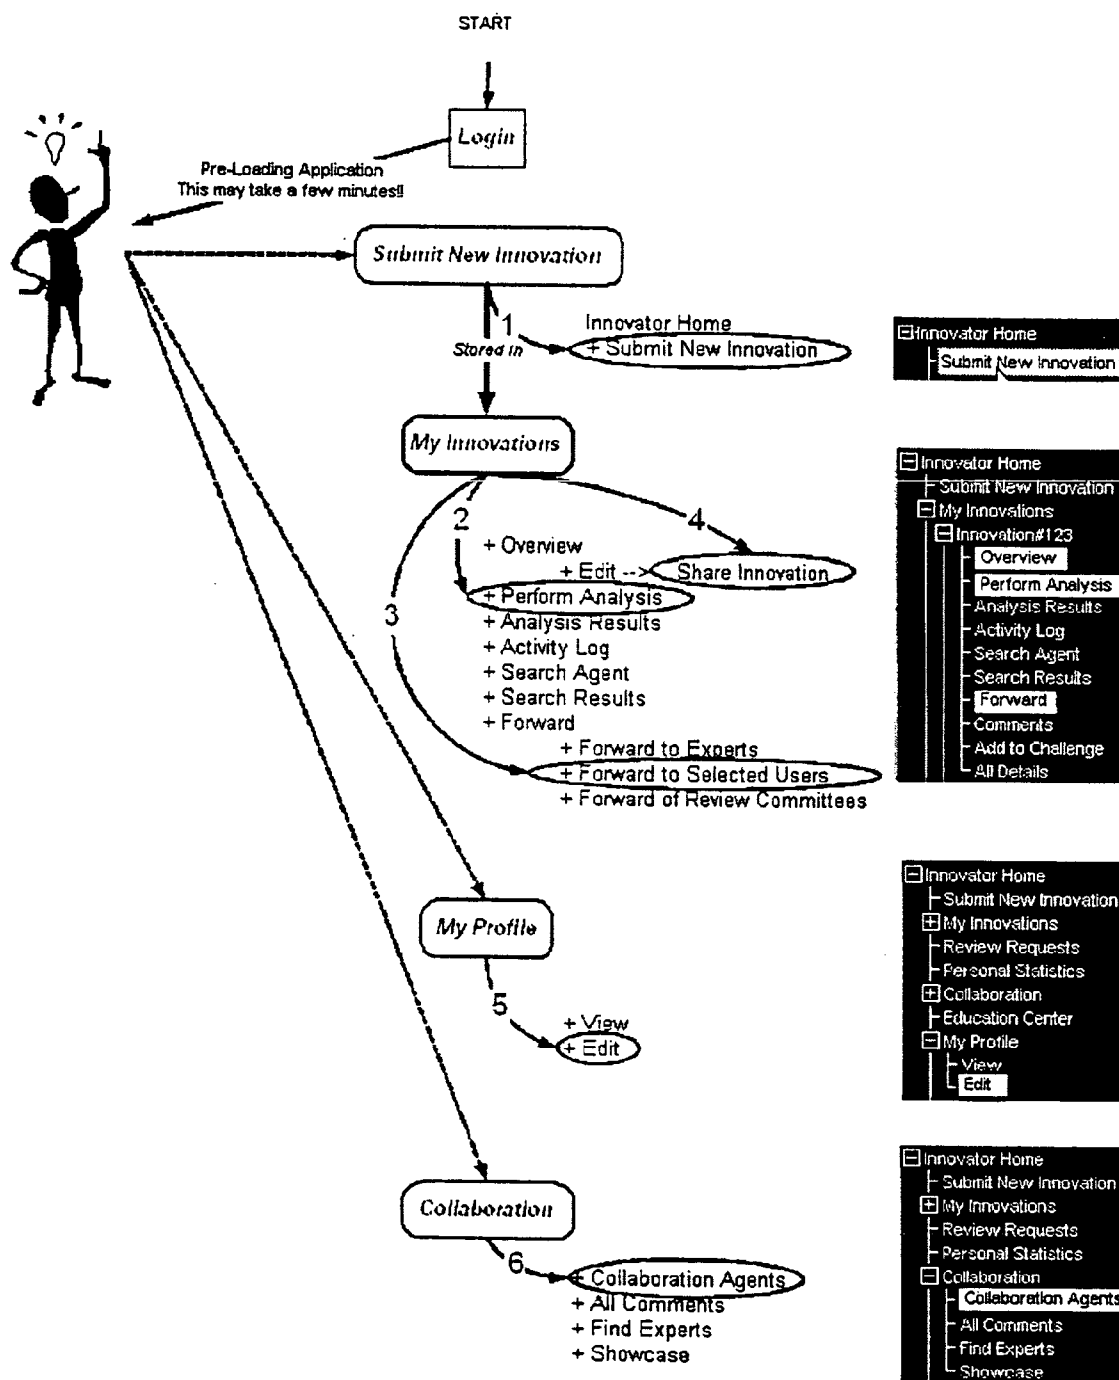 START
Login
Pre-Loading Application
This may take a few minutes!!
Submit New Innovation
1
Stored in
Innovator Home
+ Submit New Innovation
My Innovations
2
4
3
+ Overview
+ Edit --> Share Innovation
+ Perform Analysis
+ Analysis Results
+ Activity Log
+ Search Agent
+ Search Results
+ Forward
+ Forward to Experts
+ Forward to Selected Users
+ Forward of Review Committees
My Profile
5
+ View
+ Edit
Collaboration
6
+ Collaboration Agents
+ All Comments
+ Find Experts
+ Showcase
Innovator Home
Submit New Innovation
Innovator Home
Submit New Innovation
My Innovations
Innovation#123
Overview
Perform Analysis
Analysis Results
Activity Log
Search Agent
Search Results
Forward
Comments
Add to Challenge
All Details
Innovator Home
Submit New Innovation
My Innovations
Review Requests
Personal Statistics
Collaboration
Education Center
My Profile
View
Edit
Innovator Home
Submit New Innovation
My Innovations
Review Requests
Personal Statistics
Collaboration
Collaboration Agents
All Comments
Find Experts
Showcase